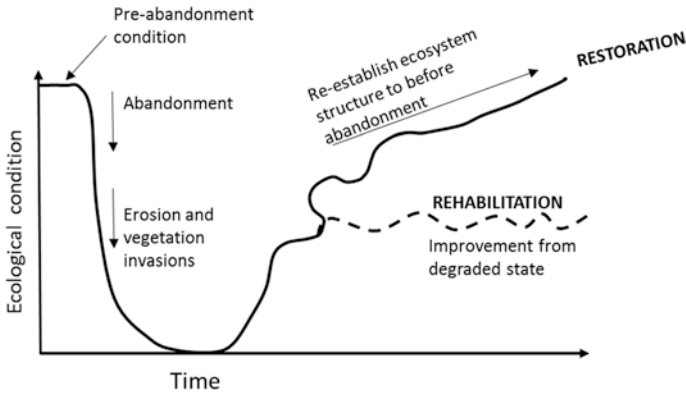 Pre-abandonment
condition
Abandonment
Erosion and
vegetation
invasions
Re-establish ecosystem
structure to before
abandonment
RESTORATION
REHABILITATION
Improvement from
degraded state
Ecological condition
Time